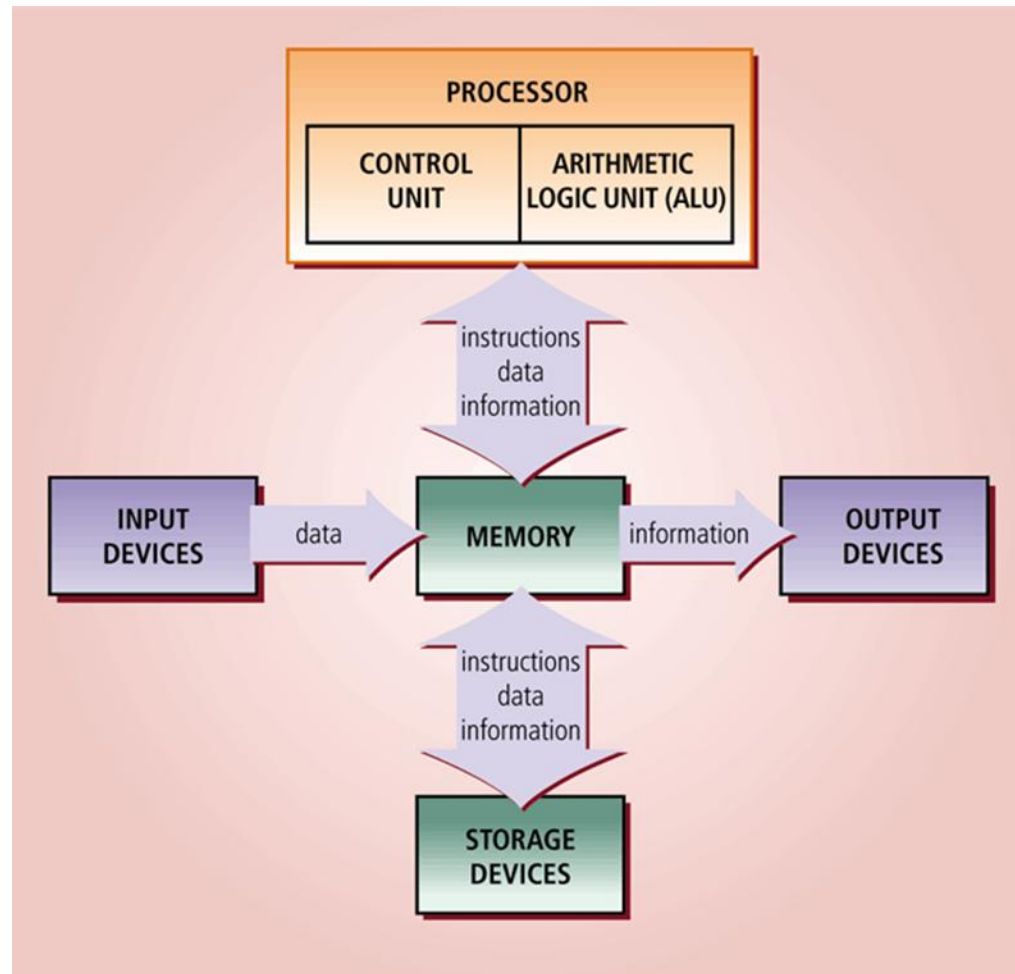 PROCESSOR
CONTROL
UNIT
ARITHMETIC
LOGIC UNIT (ALU)
instructions
data
information
INPUT
DEVICES
data
MEMORY
information
OUTPUT
DEVICES
instructions
data
information
STORAGE
DEVICES